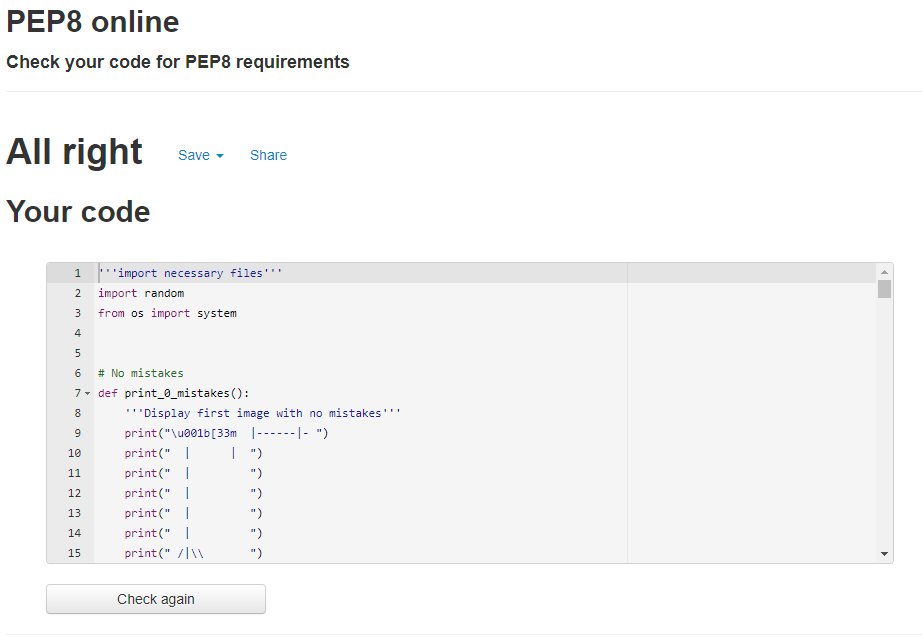 PEP8 online
Check your code for PEP8 requirements
All right Save Share
Your code
1 '''import necessary files'''
2 import random
3 from os import system
4
5
6 # No mistakes
7 def print_0_mistakes():
8     '''Display first image with no mistakes'''
9     print("\u001b[33m  |------|- ")
10     print("  |      |  ")
11     print("  |         ")
12     print("  |         ")
13     print("  |         ")
14     print("  |         ")
15     print(" /|\\       ")
Check again